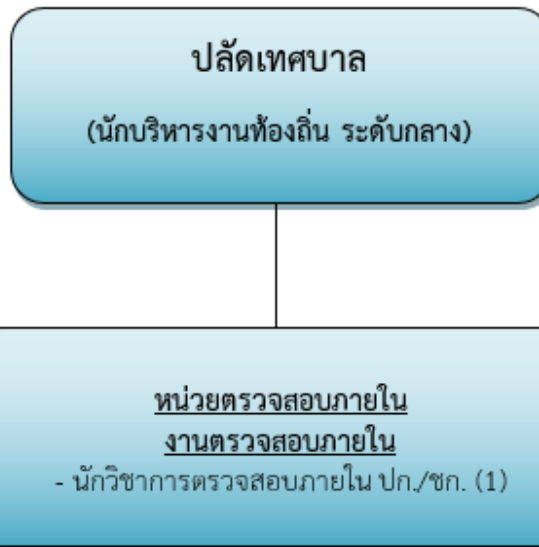 ปลัดเทศบาล
(นักบริหารงานท้องถิ่น ระดับกลาง)
หน่วยตรวจสอบภายใน
งานตรวจสอบภายใน
- นักวิชาการตรวจสอบภายใน ปก./ชก. (1)